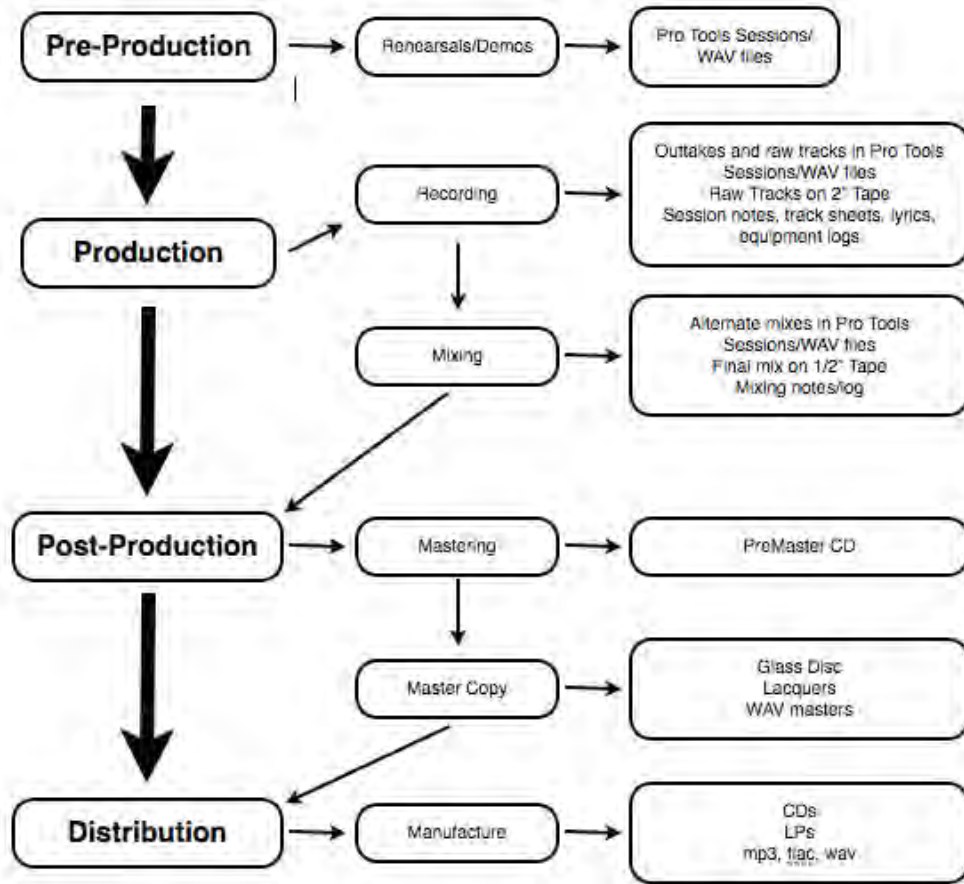 Pre-Production
Rehearsals/Demos
Pro Tools Sessions/
WAV files
Production
Recording
Outtakes and raw tracks in Pro Tools
Sessions/WAV files
Raw Tracks on 2" Tape
Session notes, track sheets, lyrics,
equipment logs
Mixing
Alternate mixes in Pro Tools
Sessions/WAV files
Final mix on 1/2" Tape
Mixing notes/log
Post-Production
Mastering
PreMaster CD
Master Copy
Glass Disc
Lacquers
WAV masters
Distribution
Manufacture
CDs
LPs
mp3, flac, wav